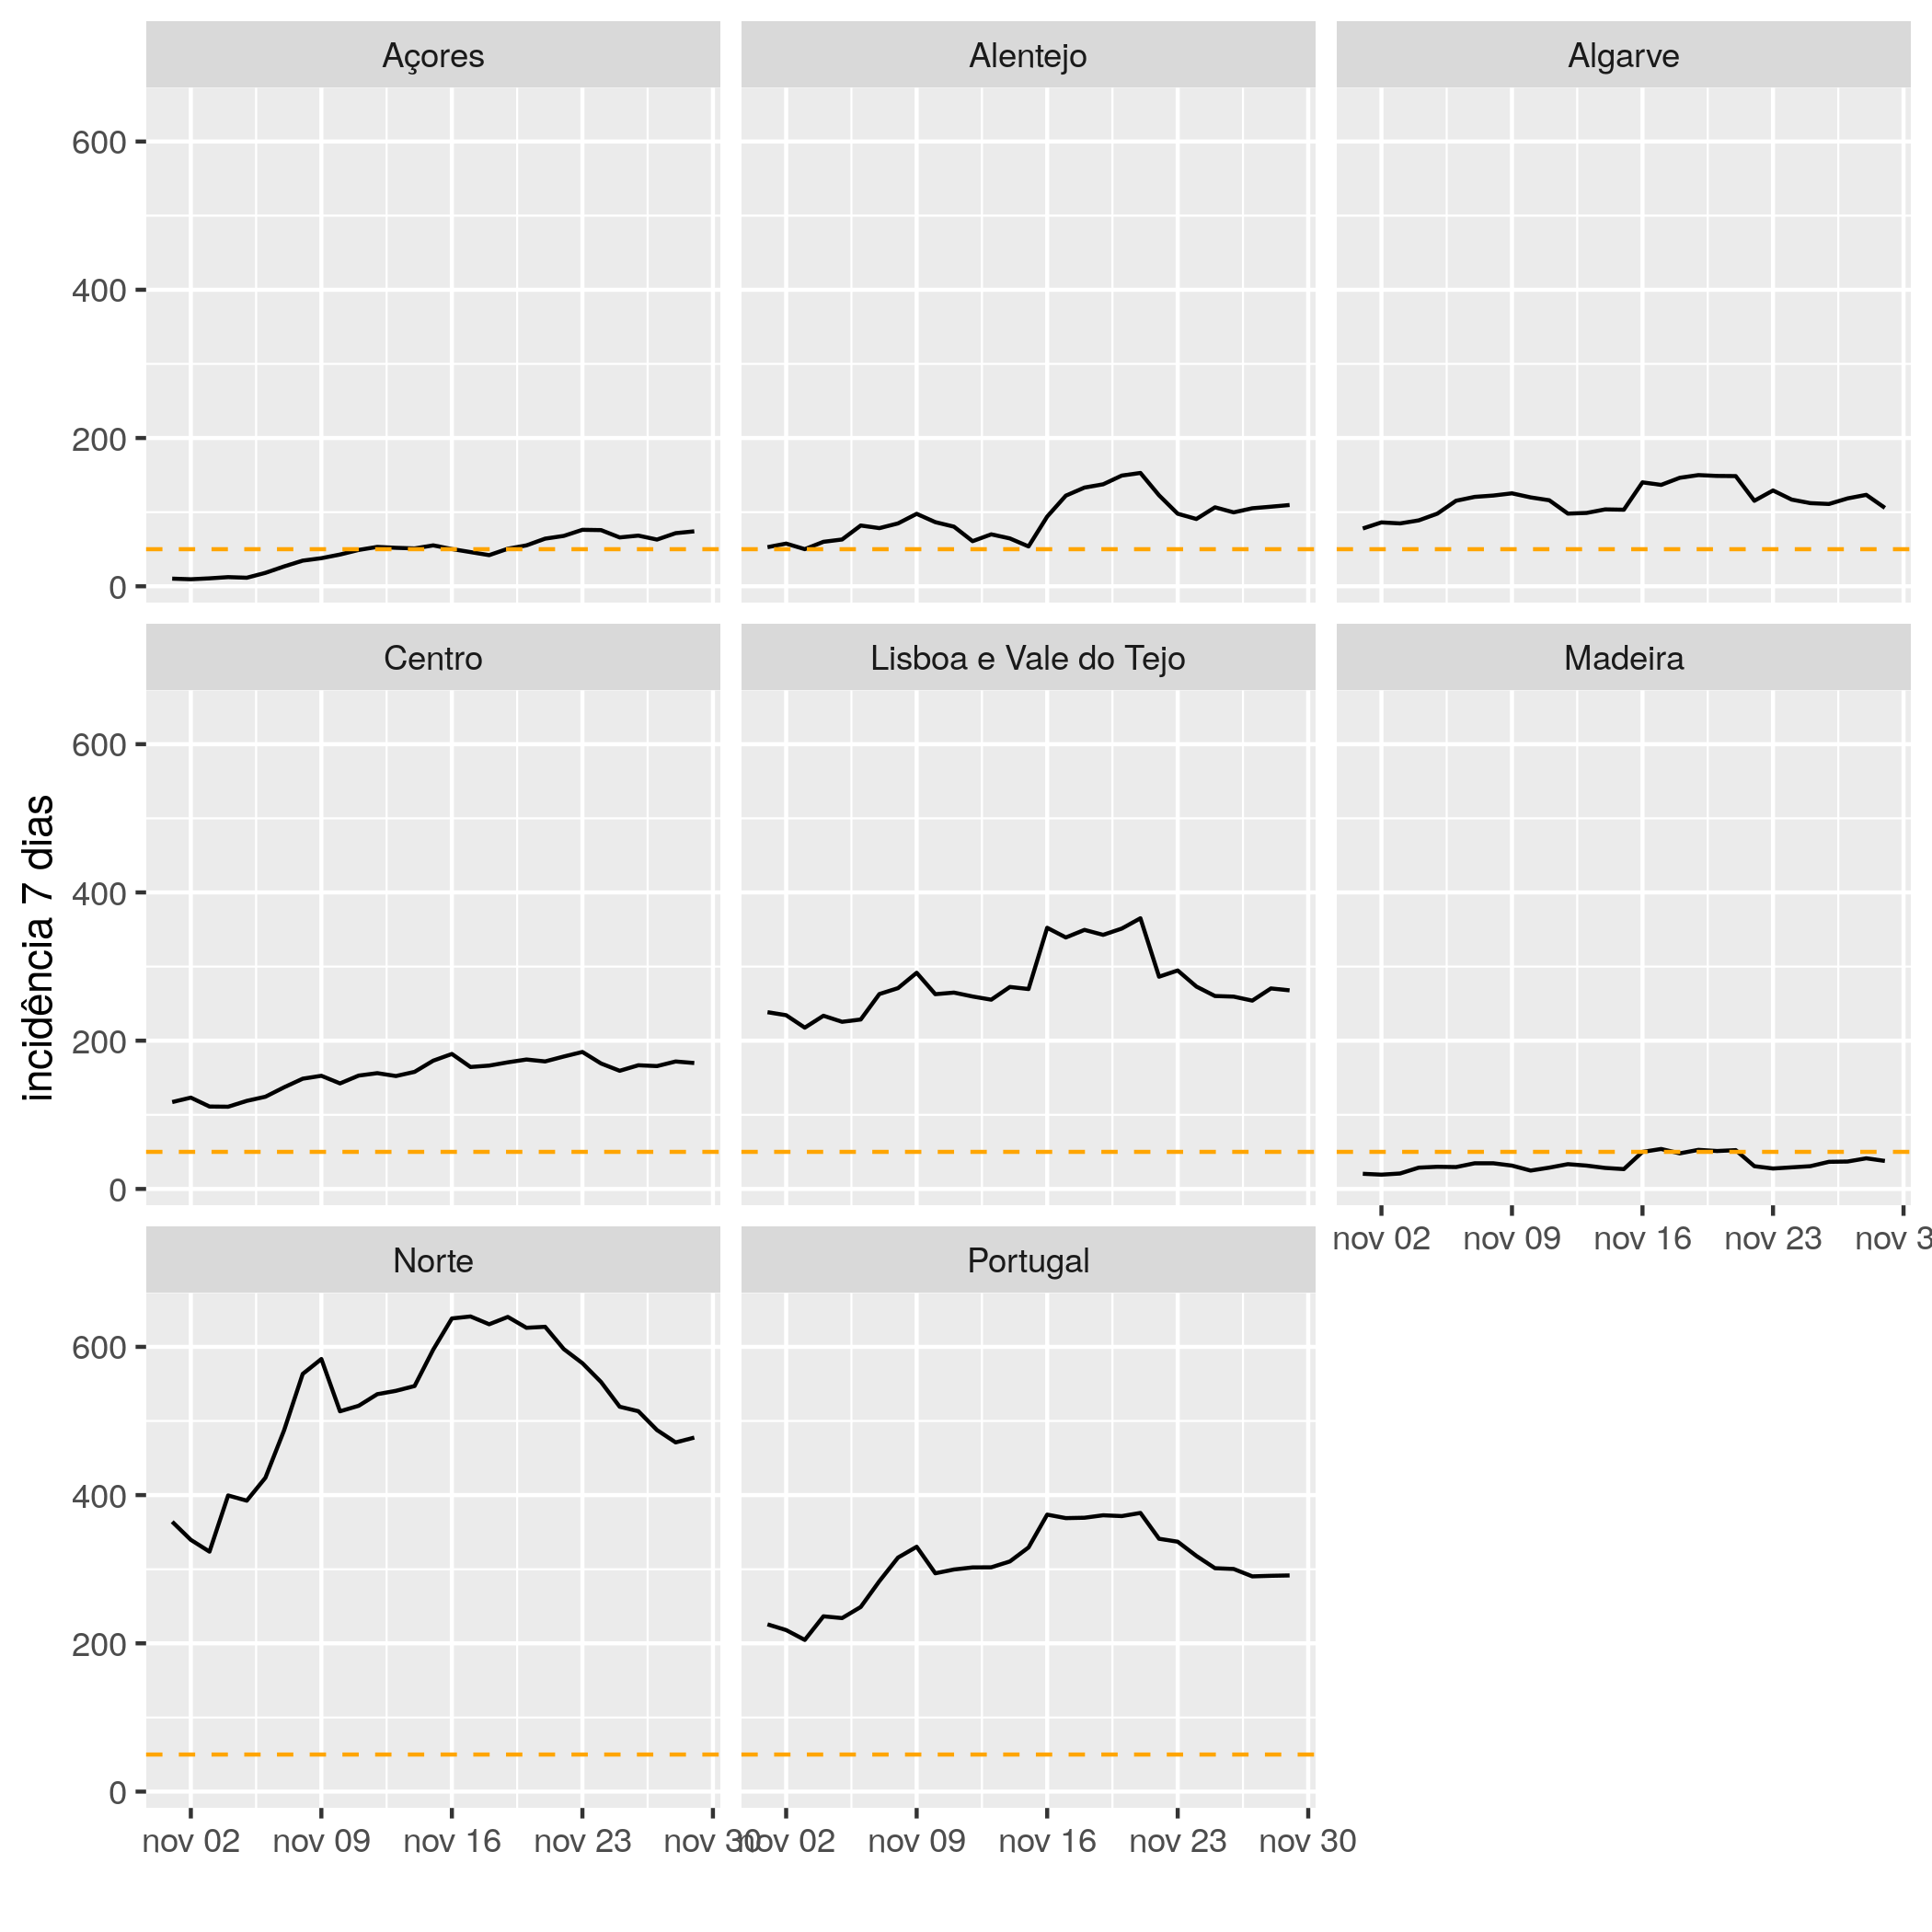 Açores
Alentejo
Algarve
600
400
200
0
Centro
Lisboa e Vale do Tejo
Madeira
600
400
200
0
incidência 7 dias
nov 02
nov 09
nov 16
nov 23
nov 3
Norte
Portugal
600
400
200
0
nov 02
nov 09
nov 16
nov 23
nov 30
nov 02
nov 09
nov 16
nov 23
nov 30